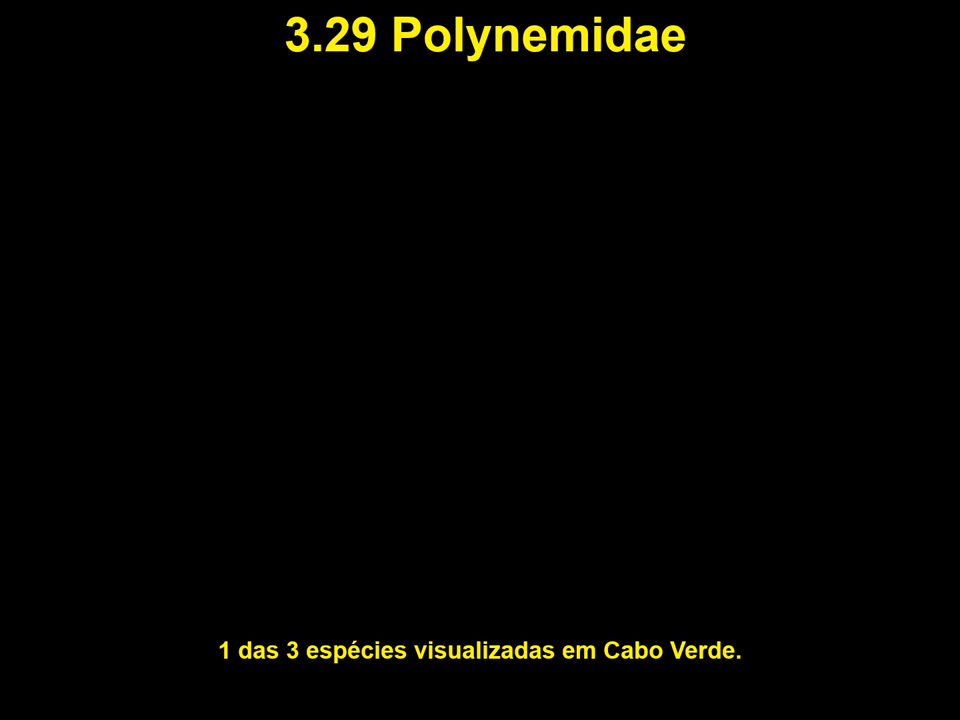 3.29 Polynemidae
1 das 3 espécies visualizadas em Cabo Verde.